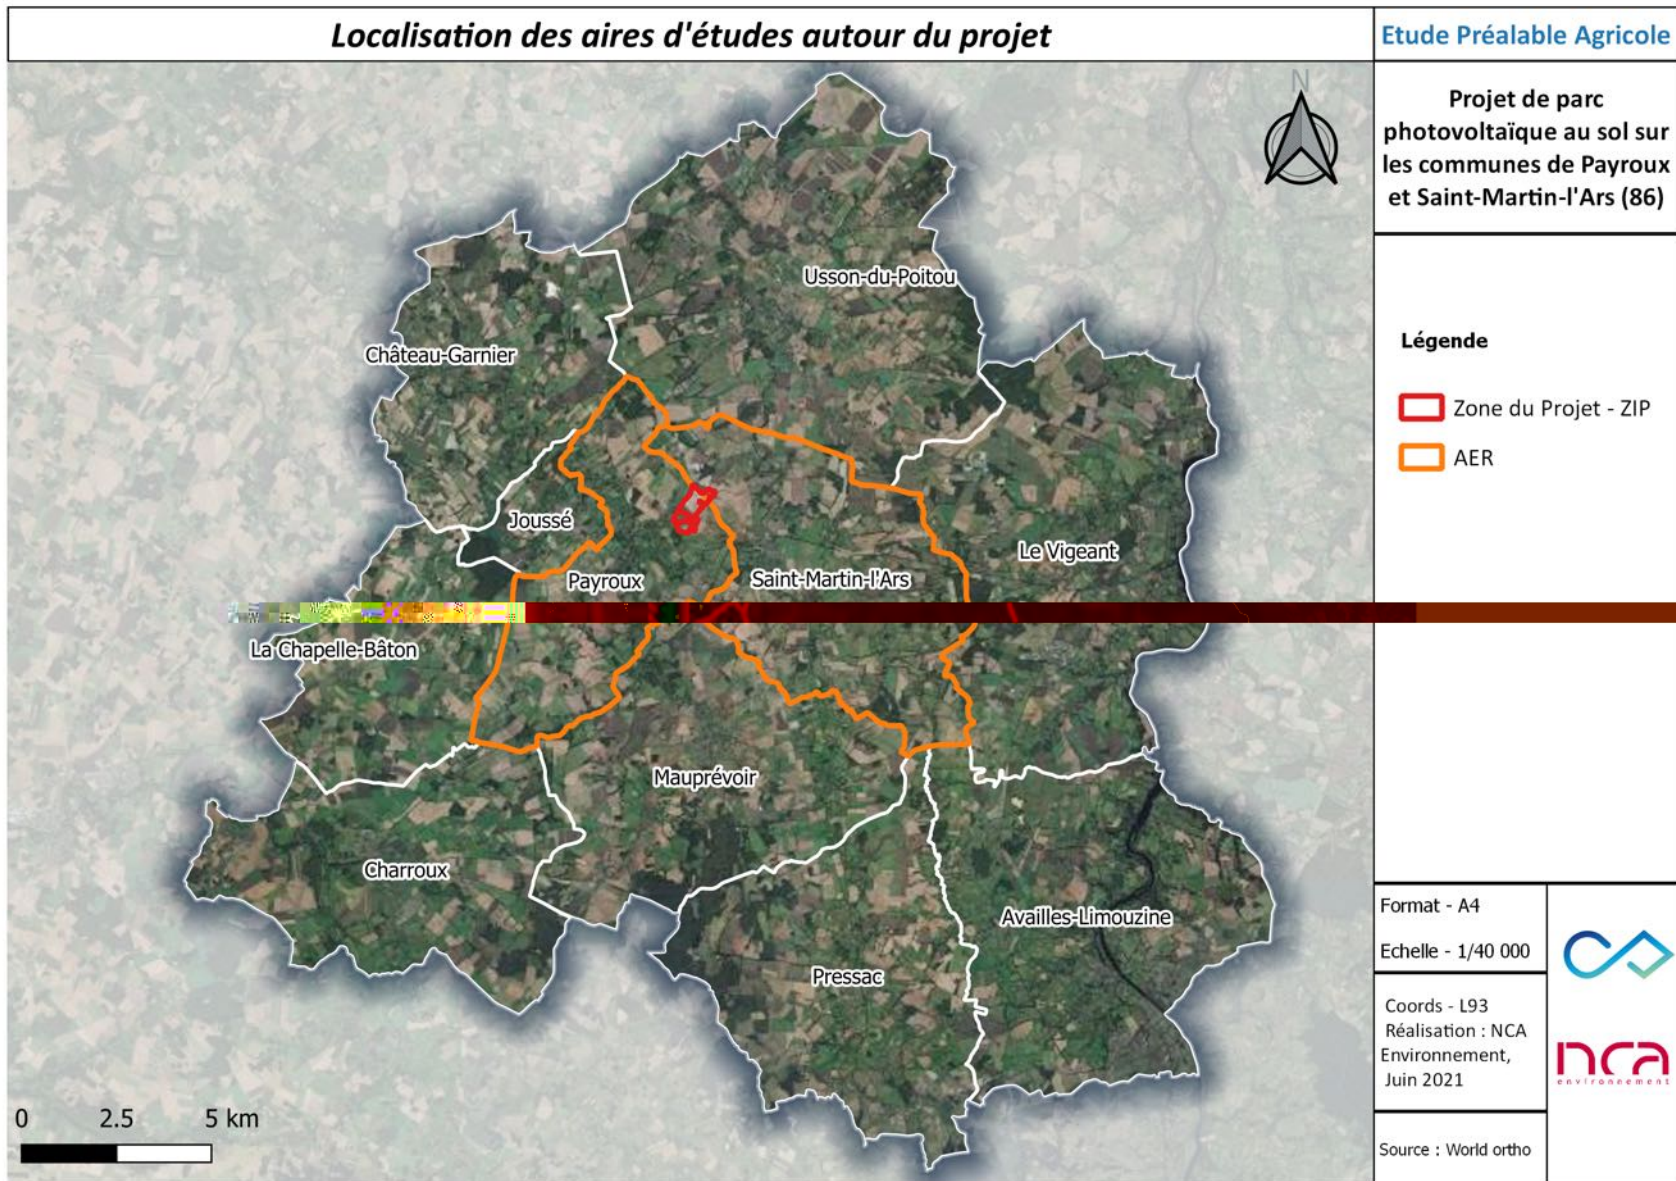 Localisation des aires d'études autour du projet
Etude Préalable Agricole
Projet de parc
photovoltaïque au sol sur
les communes de Payroux
et Saint-Martin-l'Ars (86)
N
Usson-du-Poitou
Château-Garnier
Joussé
Le Vigeant
Payroux
Saint-Martin-l'Ars
La Chapelle-Bâton
Mauprévoir
Charroux
Availles-Limouzine
Pressac
0 2.5 5 km
Légende
Zone du Projet - ZIP
AER
Format - A4
Echelle - 1/40 000
Coords - L93
Réalisation : NCA
Environnement,
Juin 2021
Source : World ortho
nca
environnement